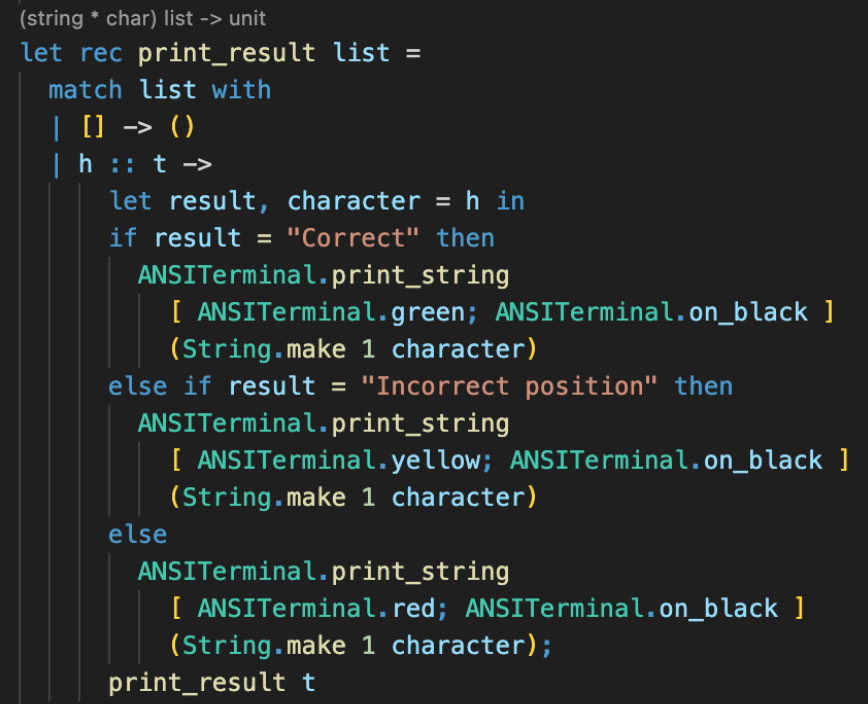 (string * char) list -> unit
let rec print_result list =
  match list with
  | [] -> ()
  | h :: t ->
      let result, character = h in
      if result = "Correct" then
        ANSITerminal.print_string
          [ ANSITerminal.green; ANSITerminal.on_black ]
          (String.make 1 character)
      else if result = "Incorrect position" then
        ANSITerminal.print_string
          [ ANSITerminal.yellow; ANSITerminal.on_black ]
          (String.make 1 character)
      else
        ANSITerminal.print_string
          [ ANSITerminal.red; ANSITerminal.on_black ]
          (String.make 1 character);
      print_result t